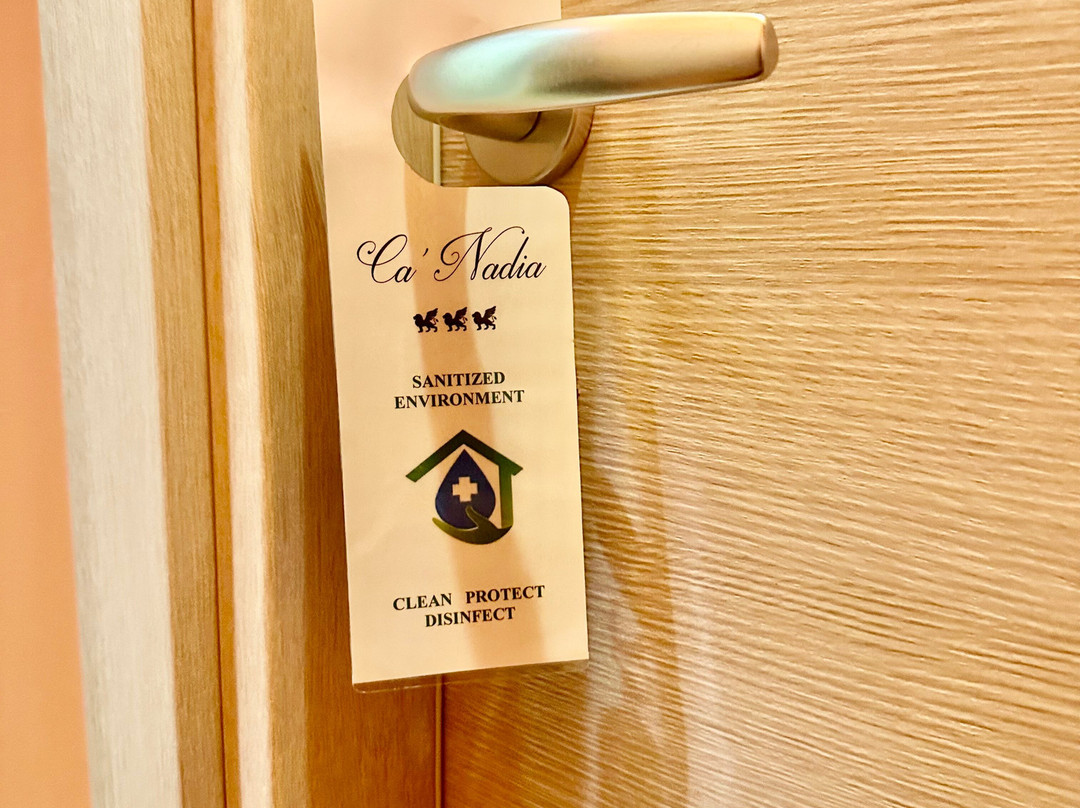 Ca' Nadia
SANITIZED
ENVIRONMENT
CLEAN PROTECT
DISINFECT